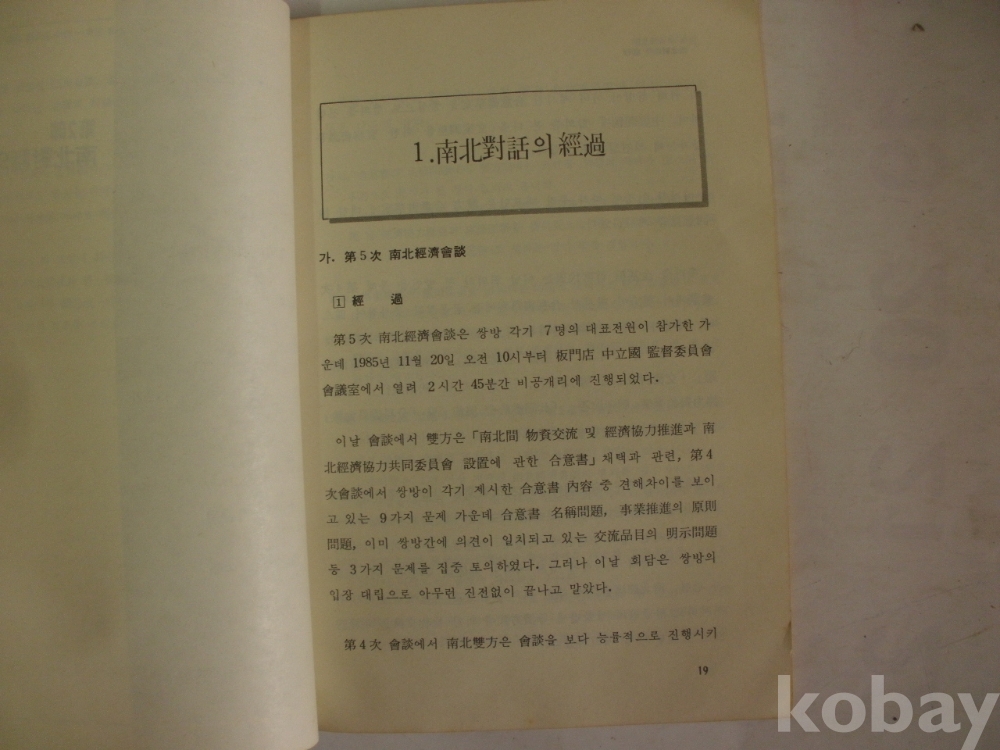 1.南北對話의 經過
가. 第5次 南北經濟會談
1 經 過
第5次 南北經濟會談은 쌍방 각기 7명의 대표전원이 참가한 가
운데 1985년 11월 20일 오전 10시부터 板門店 中立國 監督委員會
會議室에서 열려 2시간 45분간 비공개리에 진행되었다.
이날 會談에서 雙方은「南北間 物資交流 및 經濟協力推進과 南
北經濟協力共同委員會 設置에 관한 合意書」채택과 관련, 第4
次會談에서 쌍방이 각기 제시한 合意書 內容 중 견해차이를 보이
고 있는 9가지 문제 가운데 合意書 名稱問題, 事業推進의 原則
問題, 이미 쌍방간에 의견이 일치되고 있는 交流品目의 明示問題
등 3가지 문제를 집중 토의하였다. 그러나 이날 회담은 쌍방의
입장 대립으로 아무런 진전없이 끝나고 말았다.
第4次 會談에서 南北雙方은 會談을 보다 능률적으로 진행시키
19
kobay